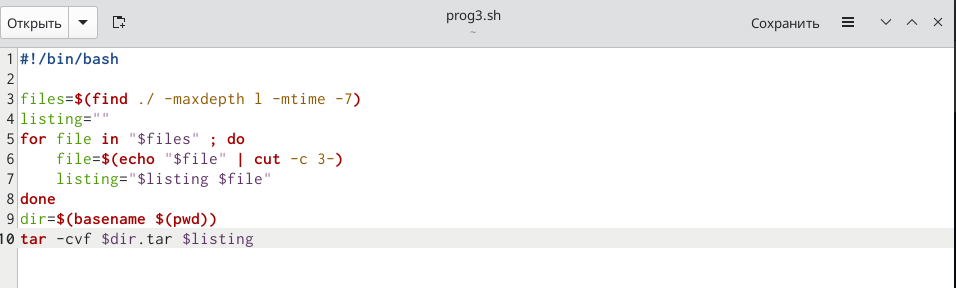 Открыть
prog3.sh
~
Сохранить
1 #!/bin/bash
2
3 files=$(find ./ -maxdepth l -mtime -7)
4 listing=""
5 for file in "$files" ; do
6     file=$(echo "$file" | cut -c 3-)
7     listing="$listing $file"
8 done
9 dir=$(basename $(pwd))
10 tar -cvf $dir.tar $listing